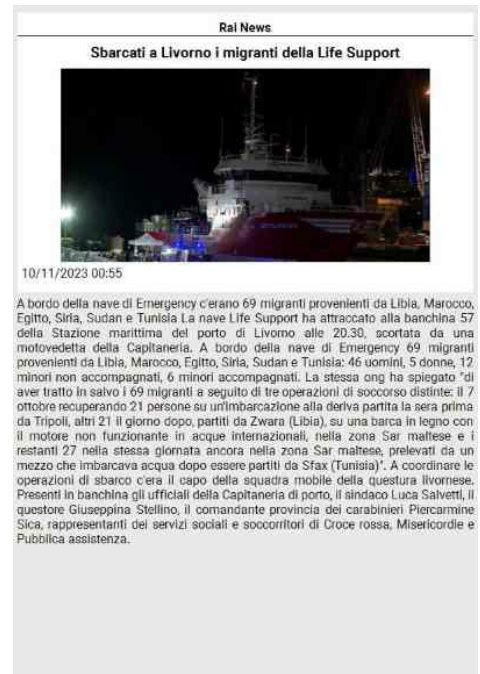 Rai News
Sbarcati a Livorno i migranti della Life Support
10/11/2023 00:55
A bordo della nave di Emergency c'erano 69 migranti provenienti da Libia, Marocco,
Egitto, Siria, Sudan e Tunisia La nave Life Support ha attraccato alla banchina 57
della Stazione marittima del porto di Livorno alle 20.30, scortata da una
motovedetta della Capitaneria. A bordo della nave di Emergency 69 migranti
provenienti da Libia, Marocco, Egitto, Siria, Sudan e Tunisia: 46 uomini, 5 donne, 12
minori non accompagnati, 6 minori accompagnati. La stessa ong ha spiegato "di
aver tratto in salvo i 69 migranti a seguito di tre operazioni di soccorso distinte: il 7
ottobre recuperando 21 persone su un'imbarcazione alla deriva partita la sera prima
da Tripoli, altri 21 il giorno dopo, partiti da Zwara (Libia), su una barca in legno con
il motore non funzionante in acque internazionali, nella zona Sar maltese e i
restanti 27 nella stessa giornata ancora nella zona Sar maltese, prelevati da un
mezzo che imbarcava acqua dopo essere partiti da Sfax (Tunisia)". A coordinare le
operazioni di sbarco c'era il capo della squadra mobile della questura livornese.
Presenti in banchina gli ufficiali della Capitaneria di porto, il sindaco Luca Salvetti, il
questore Giuseppina Stellino, il comandante provincia dei carabinieri Piercarmine
Sica, rappresentanti dei servizi sociali e soccorritori di Croce rossa, Misericordie e
Pubblica assistenza.